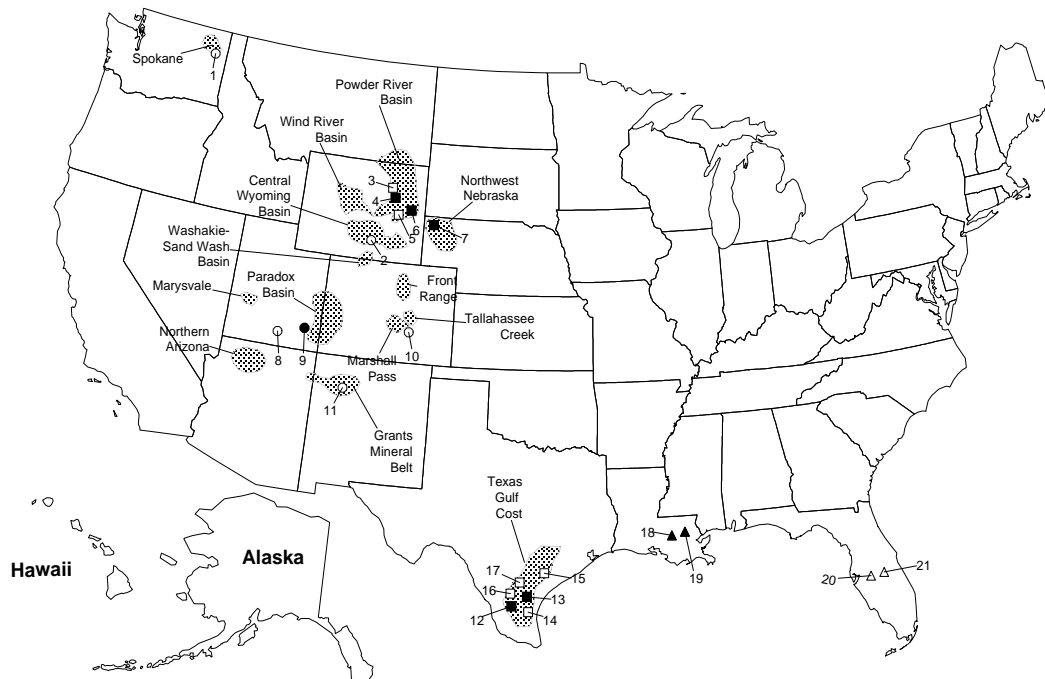 Spokane
1
Powder River
Basin
Wind River
Basin
3
4
Central
Wyoming
Basin
Northwest
Nebraska
6
5
7
2
Washakie-
Sand Wash
Basin
Paradox
Basin
Marysvale
Front
Range
Northern
Arizona
8
9
Tallahassee
Creek
10
Marshall
Pass
11
Grants
Mineral
Belt
Texas
Gulf
Cost
Hawaii
Alaska
17
15
16
13
12
14
18
19
20
21